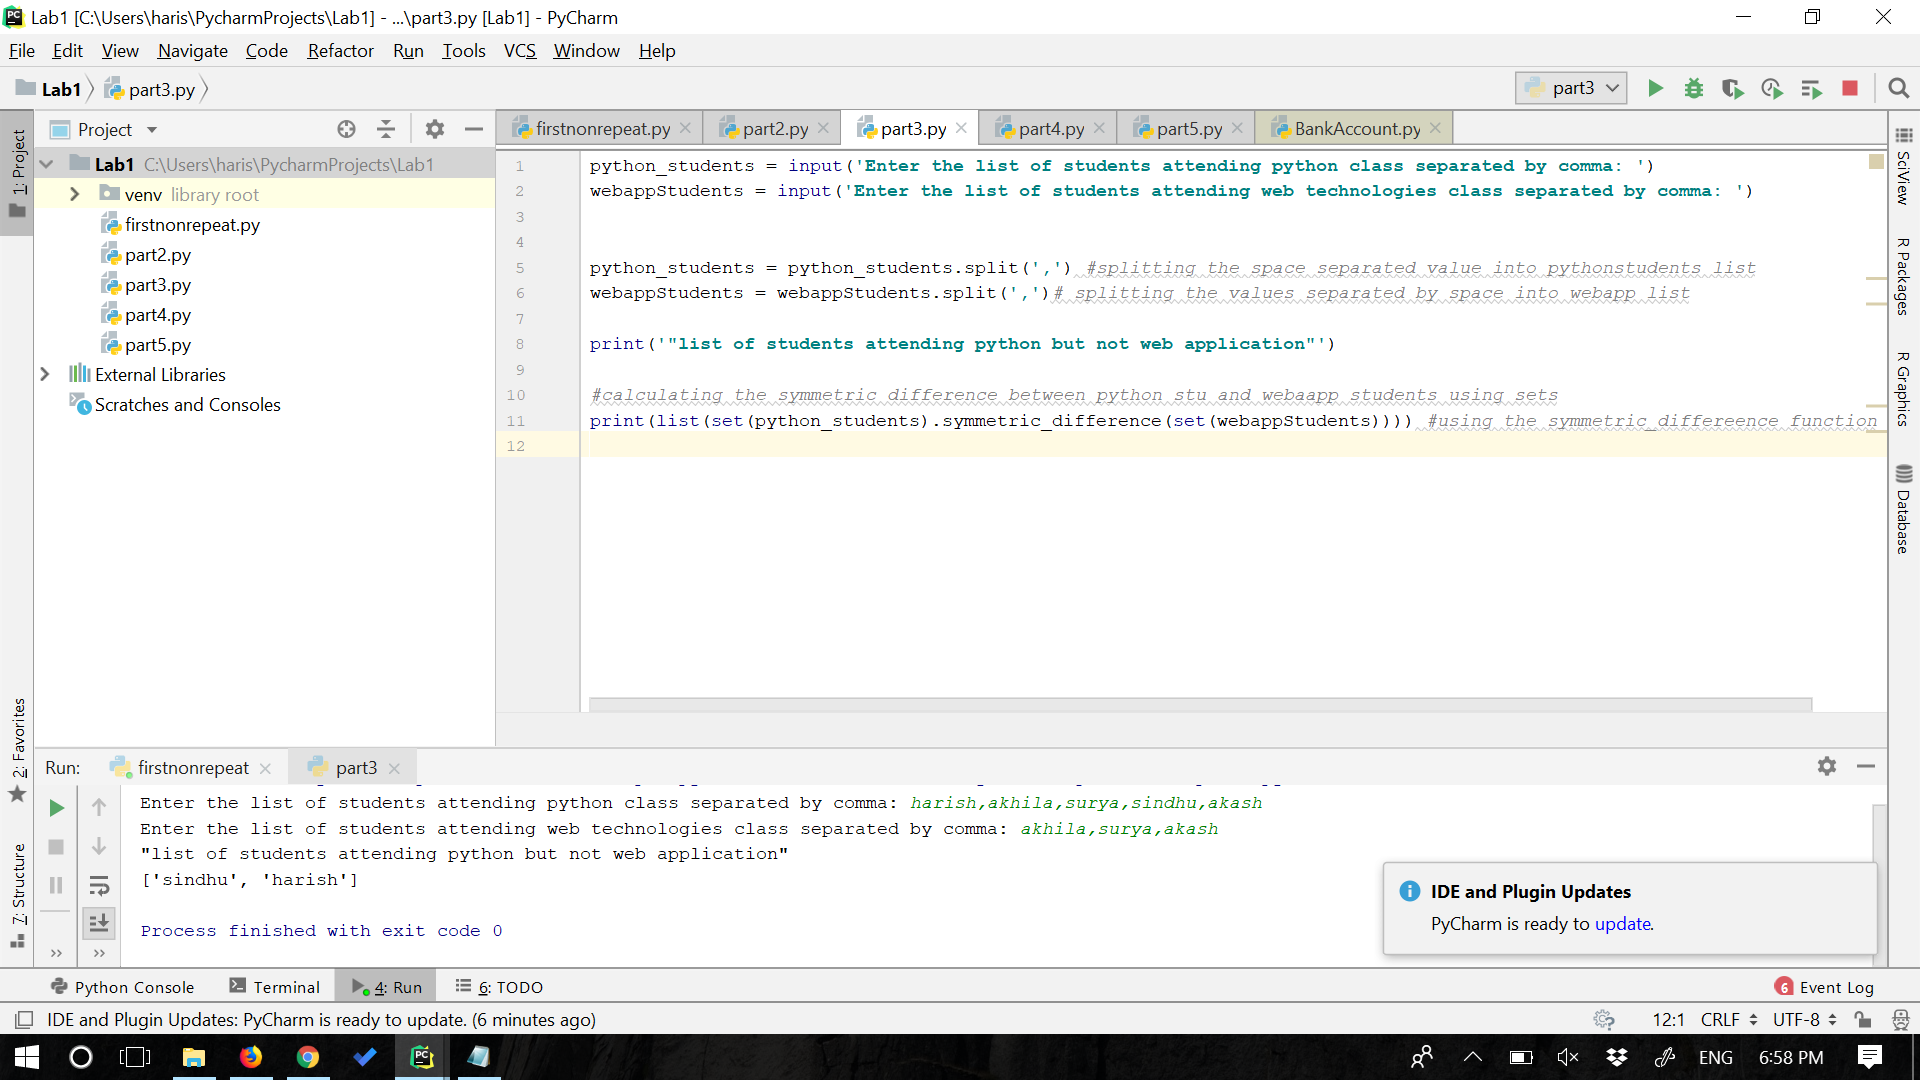 Lab1 [C:\Users\haris\PycharmProjects\Lab1] - ...\part3.py [Lab1] - PyCharm
File Edit View Navigate Code Refactor Run Tools VCS Window Help
Lab1 part3.py
part3
Project
firstnonrepeat.py part2.py part3.py part4.py part5.py BankAccount.py
1: Project
Lab1 C:\Users\haris\PycharmProjects\Lab1
venv library root
firstnonrepeat.py
part2.py
part3.py
part4.py
part5.py
External Libraries
Scratches and Consoles
1 python_students = input('Enter the list of students attending python class separated by comma: ')
2 webappStudents = input('Enter the list of students attending web technologies class separated by comma: ')
3
4
5 python_students = python_students.split(',') #splitting the space separated value into pythonstudents list
6 webappStudents = webappStudents.split(',')# splitting the values separated by space into webapp list
7
8 print('"list of students attending python but not web application"')
9
10 #calculating the symmetric difference between python stu and webaapp students using sets
11 print(list(set(python_students).symmetric_difference(set(webappStudents)))) #using the symmetric_differeence function
12
SciView
R Packages
R Graphics
Database
2: Favorites
7: Structure
Run: firstnonrepeat part3
Enter the list of students attending python class separated by comma: harish,akhila,surya,sindhu,akash
Enter the list of students attending web technologies class separated by comma: akhila,surya,akash
"list of students attending python but not web application"
['sindhu', 'harish']
Process finished with exit code 0
IDE and Plugin Updates
PyCharm is ready to update.
Python Console Terminal 4: Run 6: TODO
6 Event Log
IDE and Plugin Updates: PyCharm is ready to update. (6 minutes ago)
12:1 CRLF UTF-8
PC
ENG 6:58 PM